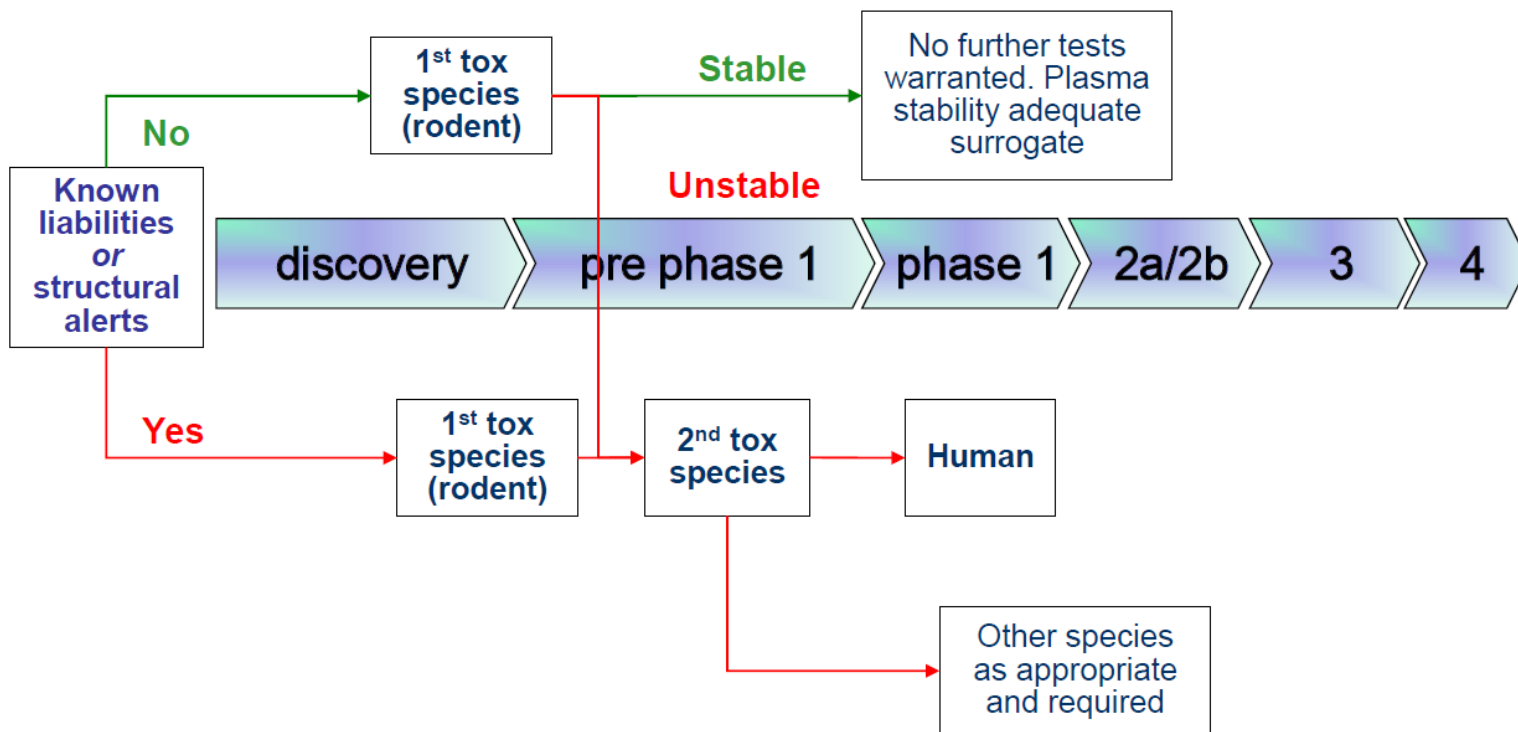 1st tox
species
(rodent)
Stable
No further tests
warranted. Plasma
stability adequate
surrogate
No
Known
liabilities
or
structural
alerts
Unstable
discovery
pre phase 1
phase 1
2a/2b
3
4
Yes
1st tox
species
(rodent)
2nd tox
species
Human
Other species
as appropriate
and required